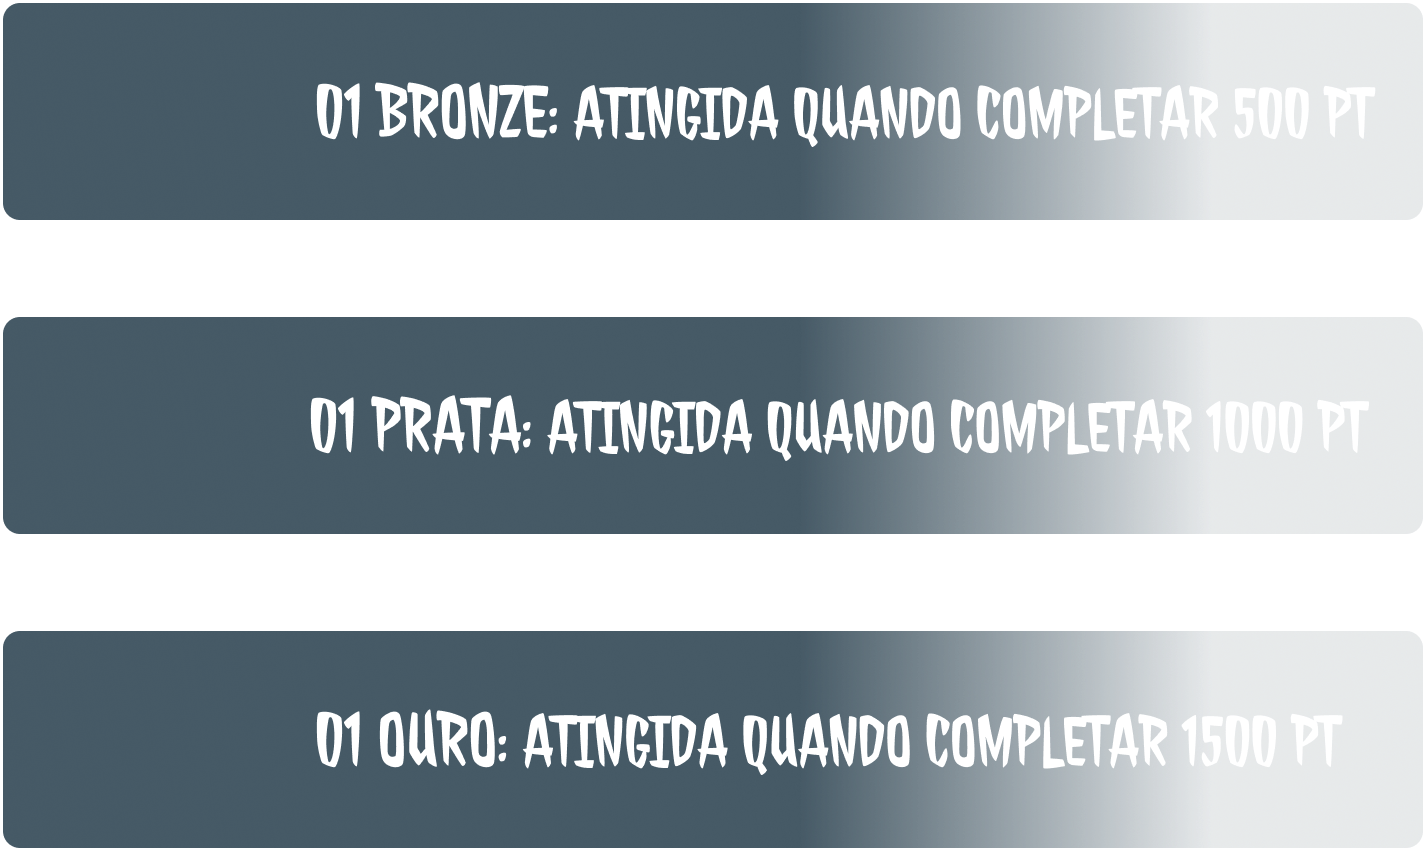 01 BRONZE: ATINGIDA QUANDO COMPLETAR 500 PT
01 PRATA: ATINGIDA QUANDO COMPLETAR 1000 PT
01 OURO: ATINGIDA QUANDO COMPLETAR 1500 PT